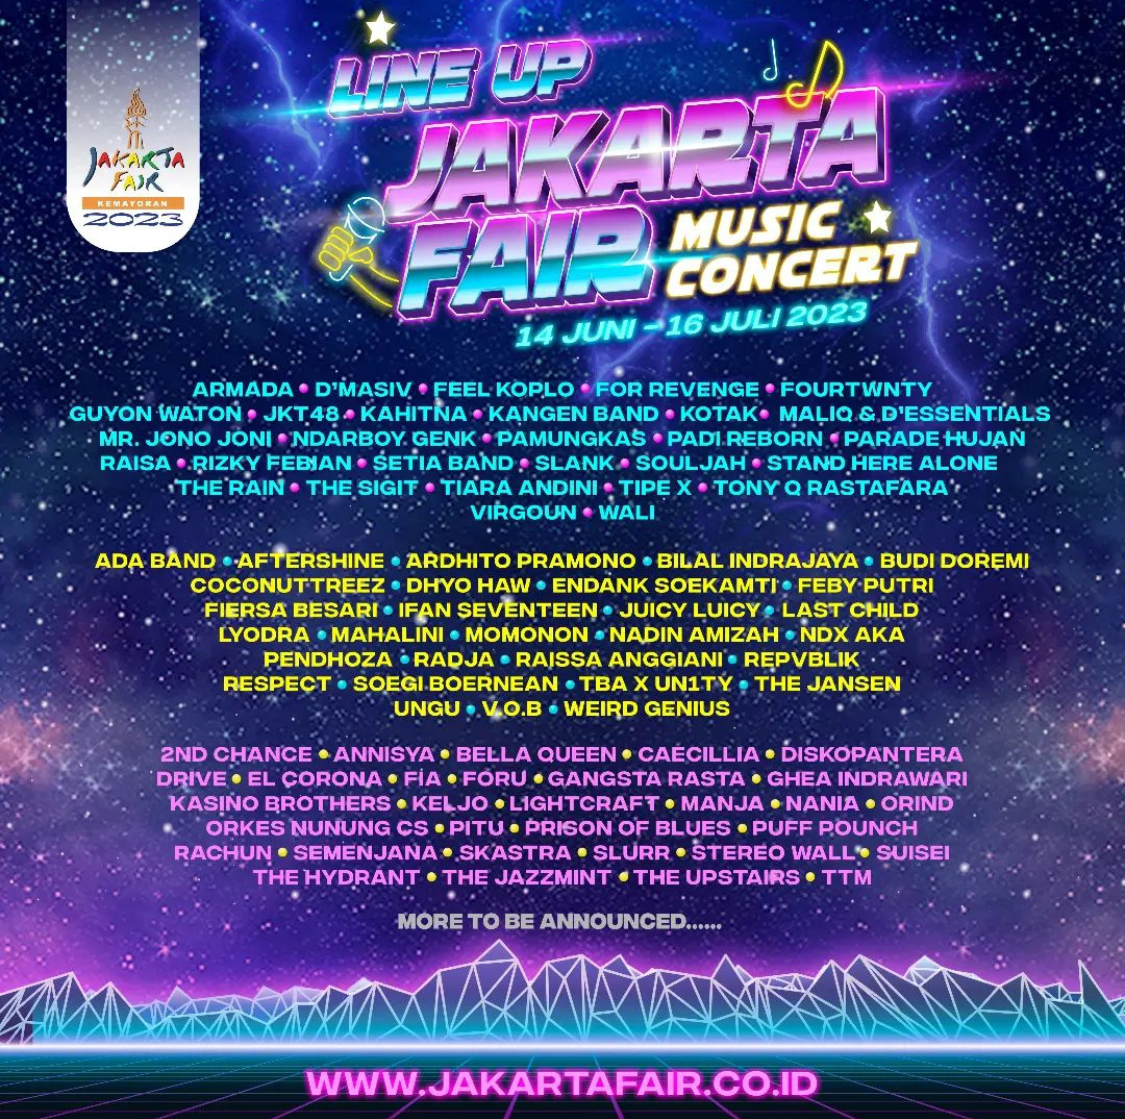 JAKARTA
FAIR
KEMAYORAN
2023
LINE UP
JAKARTA
FAIR
MUSIC
CONCERT
14 JUNI - 16 JULI 2023
ARMADA • D'MASIV • FEEL KOPLO • FOR REVENGE • FOURTWNTY
GUYON WATON • JKT48 • KAHITNA • KANGEN BAND • KOTAK • MALIQ & D'ESSENTIALS
MR. JONO JONI • NDARBOY GENK • PAMUNGKAS • PADI REBORN • PARADE HUJAN
RAISA • RIZKY FEBIAN • SETIA BAND • SLANK • SOULJAH • STAND HERE ALONE
THE RAIN • THE SIGIT • TIARA ANDINI • TIPE X • TONY Q RASTAFARA
VIRGOUN • WALI
ADA BAND • AFTERSHINE • ARDHITO PRAMONO • BILAL INDRAJAYA • BUDI DOREMI
COCONUTTREEZ • DHYO HAW • ENDANK SOEKAMTI • FEBY PUTRI
FIERSA BESARI • IFAN SEVENTEEN • JUICY LUICY • LAST CHILD
LYODRA • MAHALINI • MOMONON • NADIN AMIZAH • NDX AKA
PENDHOZA • RADJA • RAISSA ANGGIANI • REPVBLIK
RESPECT • SOEGI BOERNEAN • TBA X UN1TY • THE JANSEN
UNGU • V.O.B • WEIRD GENIUS
2ND CHANCE • ANNISYA • BELLA QUEEN • CAECILLIA • DISKOPANTERA
DRIVE • EL CORONA • FIA • FORU • GANGSTA RASTA • GHEA INDRAWARI
KASINO BROTHERS • KELJO • LIGHTCRAFT • MANJA • NANIA • ORIND
ORKES NUNUNG CS • PITU • PRISON OF BLUES • PUFF POUNCH
RACHUN • SEMENJANA • SKASTRA • SLURR • STEREO WALL • SUISEI
THE HYDRANT • THE JAZZMINT • THE UPSTAIRS • TTM
MORE TO BE ANNOUNCED......
WWW.JAKARTAFAIR.CO.ID